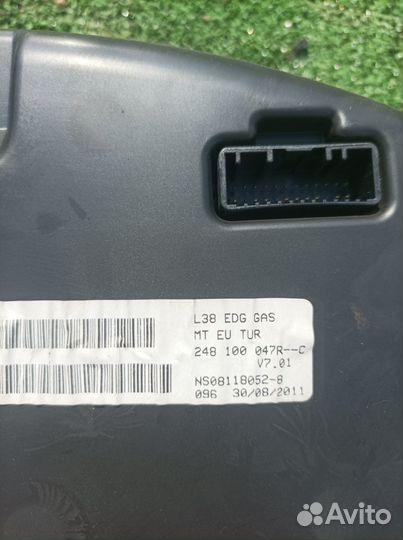 L38 EDG GAS
MT EU TUR
248 100 047R--C
V7.01
NS08118052-8
096 30/08/2011
Avito